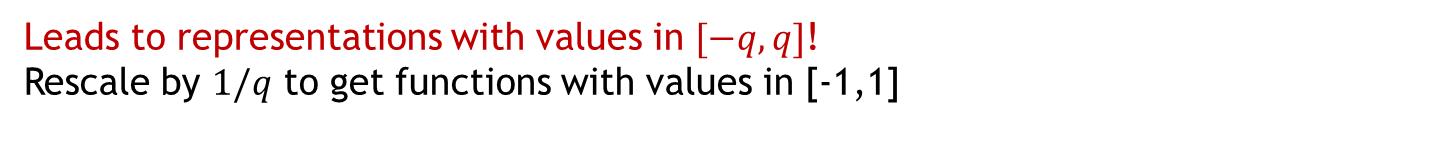 Leads to representations with values in [−q, q]!
Rescale by 1/q to get functions with values in [-1,1]